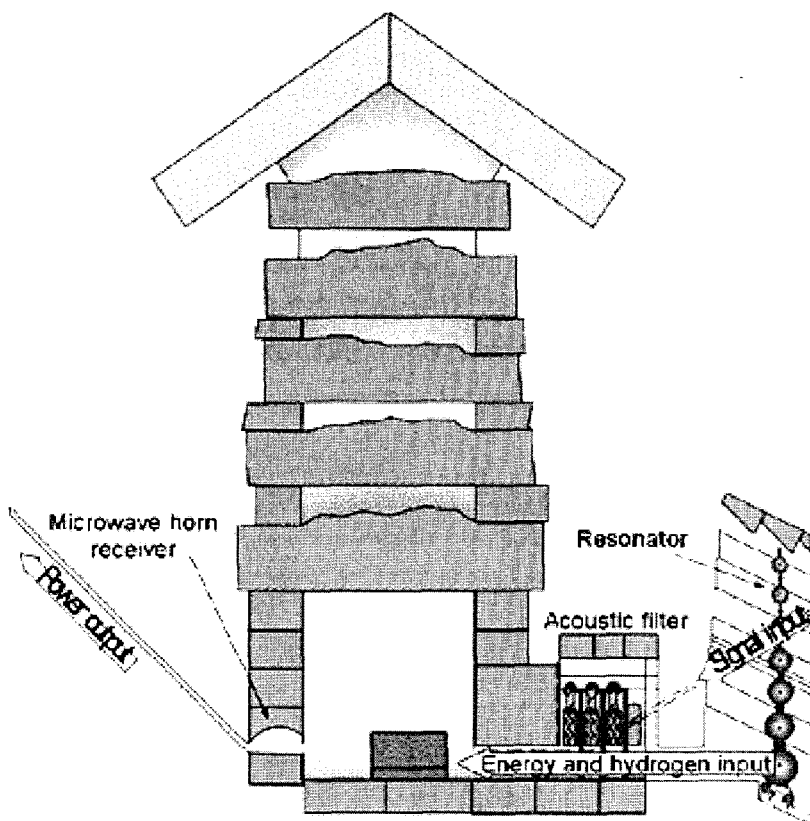 Microwave horn
receiver
Resonator
Power output
Acoustic filter
Signal input
Energy and hydrogen input